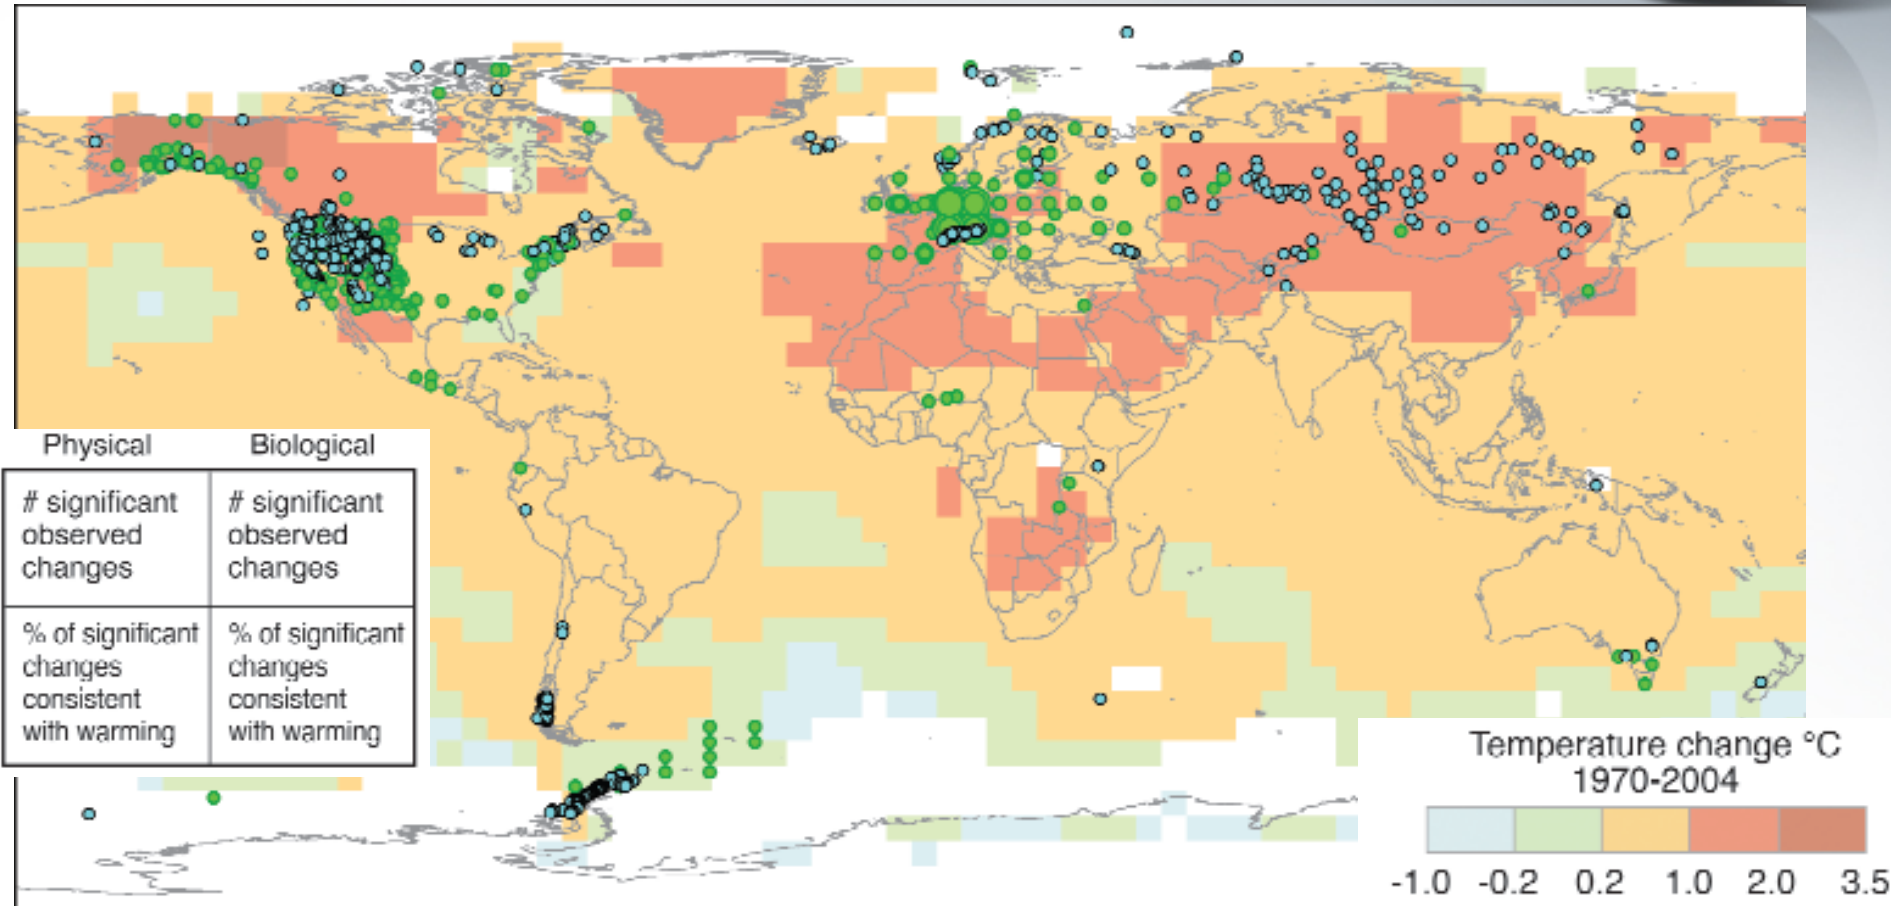 Physical
Biological
# significant
observed
changes
# significant
observed
changes
% of significant
changes
consistent
with warming
% of significant
changes
consistent
with warming
Temperature change °C
1970-2004
-1.0 -0.2 0.2 1.0 2.0 3.5